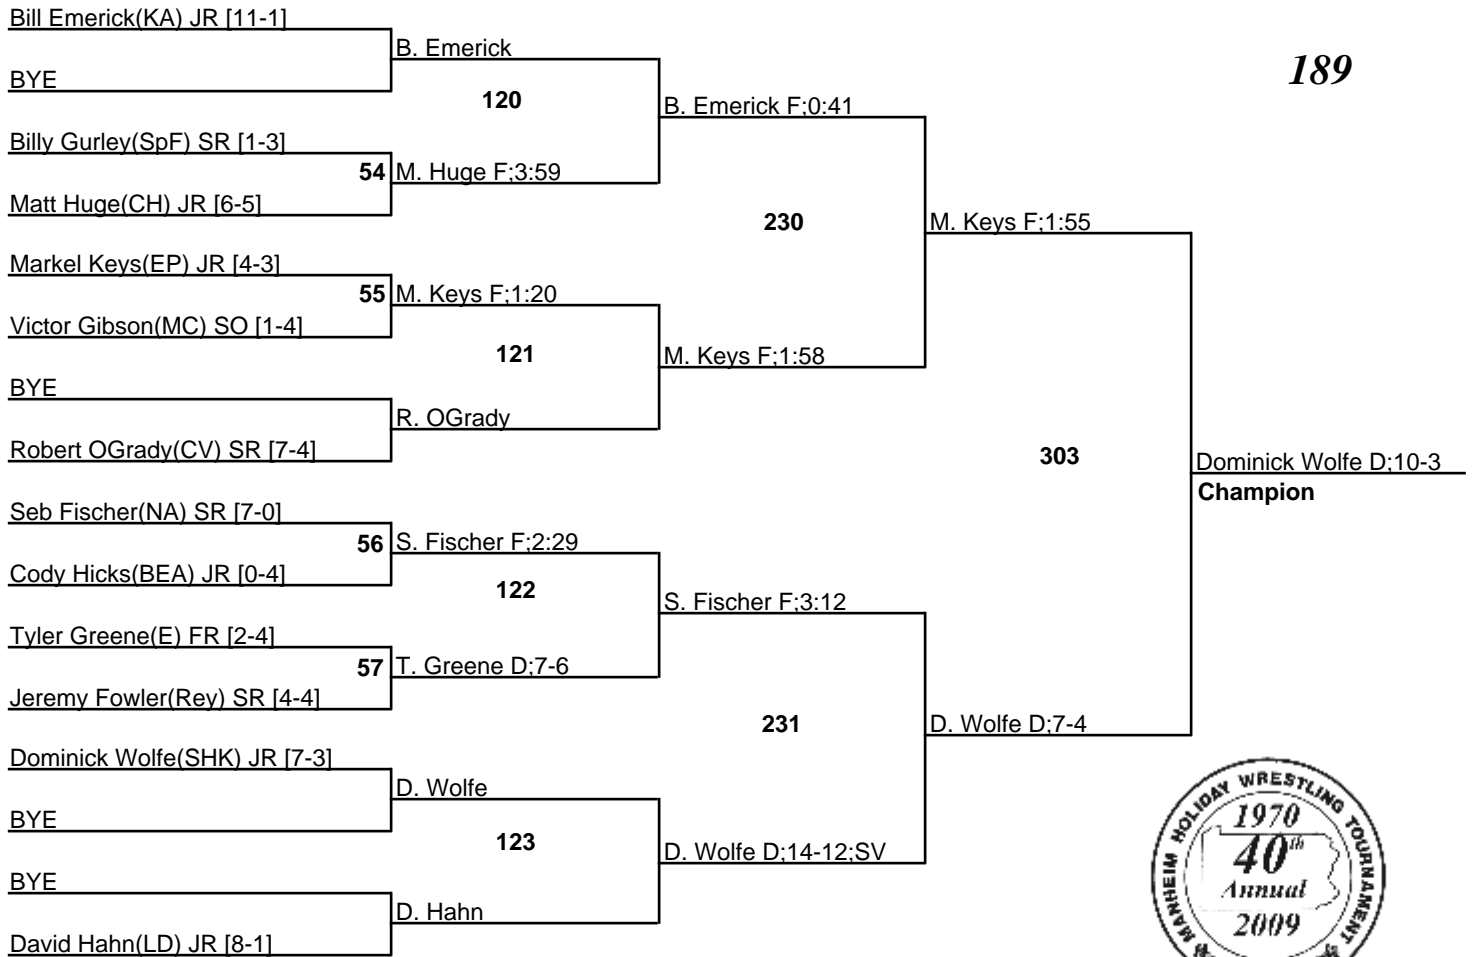 Bill Emerick(KA) JR [11-1]
BYE
Billy Gurley(SpF) SR [1-3]
Matt Huge(CH) JR [6-5]
Markel Keys(EP) JR [4-3]
Victor Gibson(MC) SO [1-4]
BYE
Robert OGrady(CV) SR [7-4]
Seb Fischer(NA) SR [7-0]
Cody Hicks(BEA) JR [0-4]
Tyler Greene(E) FR [2-4]
Jeremy Fowler(Rey) SR [4-4]
Dominick Wolfe(SHK) JR [7-3]
BYE
BYE
David Hahn(LD) JR [8-1]
54
55
56
57
B. Emerick
120
M. Huge F;3:59
M. Keys F;1:20
121
R. OGrady
S. Fischer F;2:29
122
T. Greene D;7-6
D. Wolfe
123
D. Hahn
B. Emerick F;0:41
230
M. Keys F;1:58
S. Fischer F;3:12
231
D. Wolfe D;14-12;SV
M. Keys F;1:55
303
D. Wolfe D;7-4
Dominick Wolfe D;10-3
Champion
189
MANHEIM HOLIDAY WRESTLING TOURNAMENT
1970
40th
Annual
2009